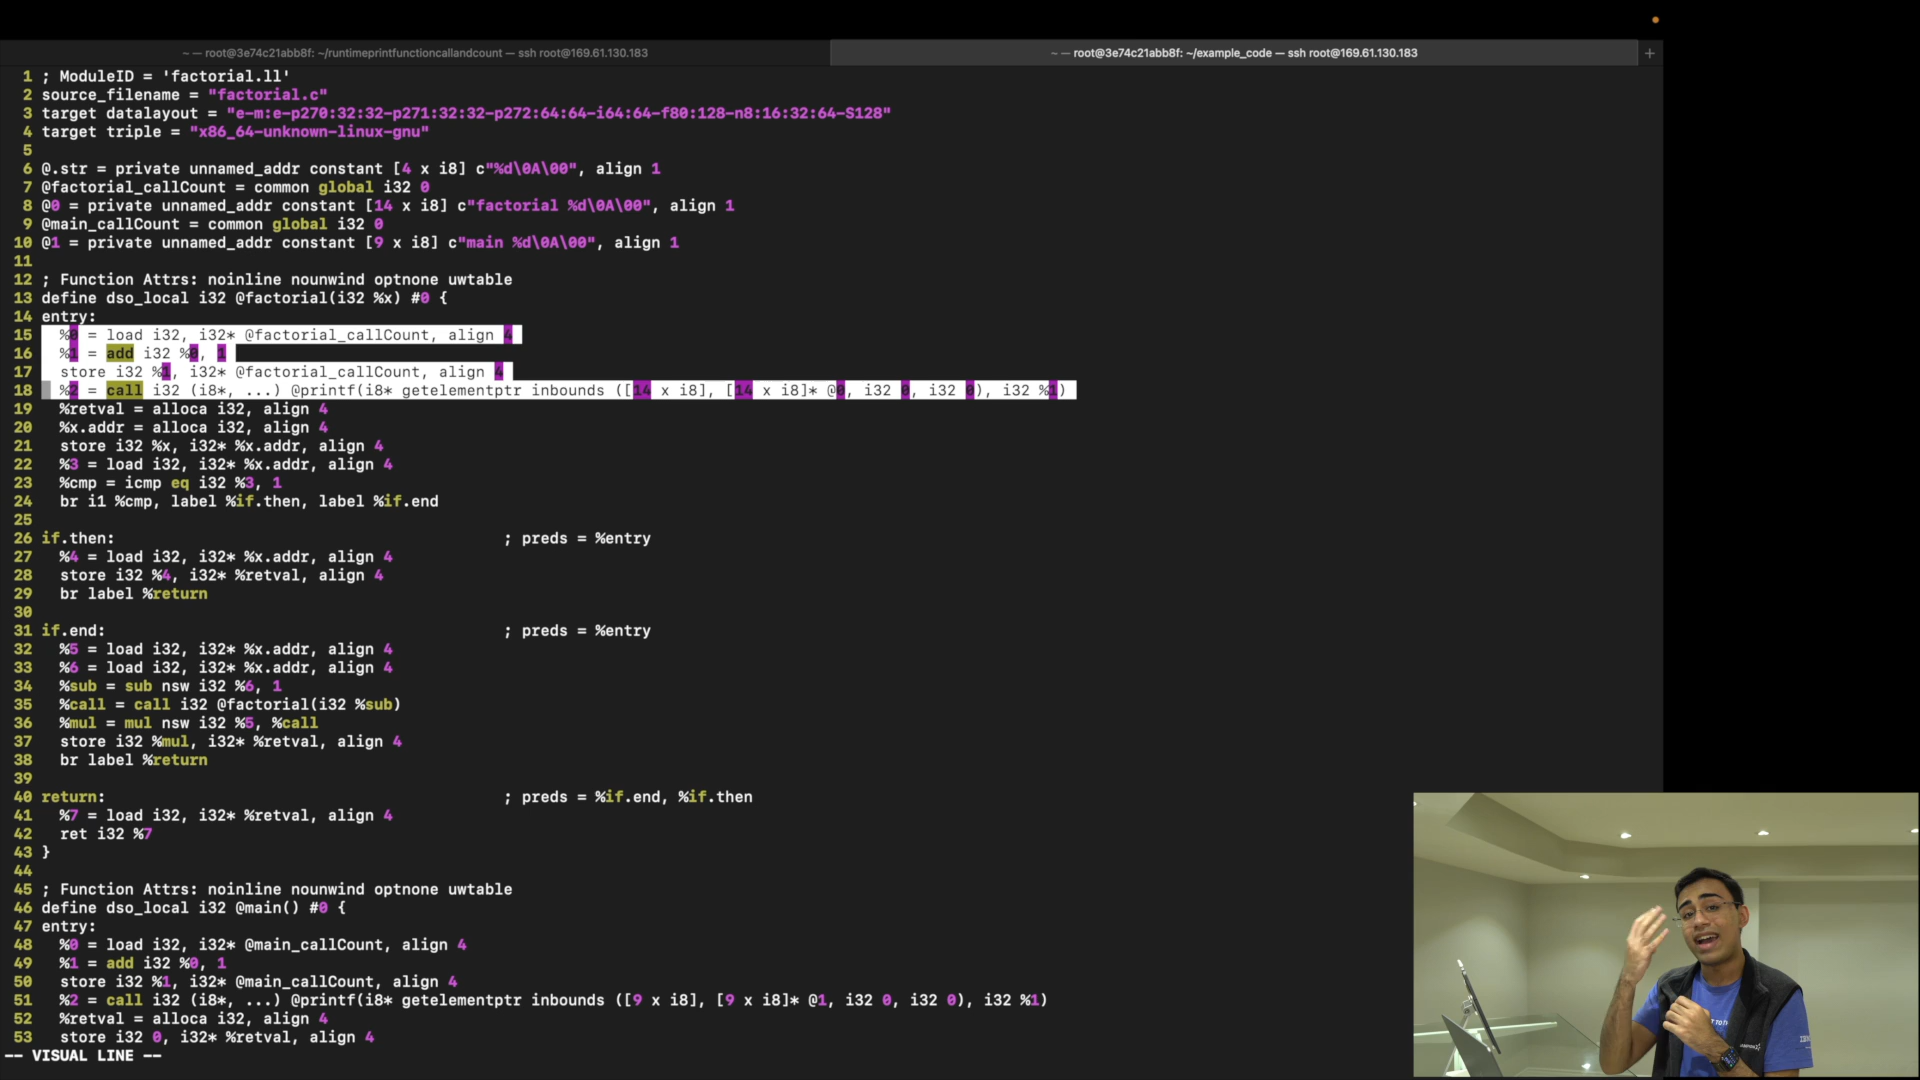 ~ — root@3e74c21abb8f: ~/runtimeprintfunctioncallandcount — ssh root@169.61.130.183
~ — root@3e74c21abb8f: ~/example_code — ssh root@169.61.130.183
+
1 ; ModuleID = 'factorial.ll'
2 source_filename = "factorial.c"
3 target datalayout = "e-m:e-p270:32:32-p271:32:32-p272:64:64-i64:64-f80:128-n8:16:32:64-S128"
4 target triple = "x86_64-unknown-linux-gnu"
5
6 @.str = private unnamed_addr constant [4 x i8] c"%d\0A\00", align 1
7 @factorial_callCount = common global i32 0
8 @0 = private unnamed_addr constant [14 x i8] c"factorial %d\0A\00", align 1
9 @main_callCount = common global i32 0
10 @1 = private unnamed_addr constant [9 x i8] c"main %d\0A\00", align 1
11
12 ; Function Attrs: noinline nounwind optnone uwtable
13 define dso_local i32 @factorial(i32 %x) #0 {
14 entry:
15   %0 = load i32, i32* @factorial_callCount, align 4
16   %1 = add i32 %0, 1
17   store i32 %1, i32* @factorial_callCount, align 4
18   %2 = call i32 (i8*, ...) @printf(i8* getelementptr inbounds ([14 x i8], [14 x i8]* @0, i32 0, i32 0), i32 %1)
19   %retval = alloca i32, align 4
20   %x.addr = alloca i32, align 4
21   store i32 %x, i32* %x.addr, align 4
22   %3 = load i32, i32* %x.addr, align 4
23   %cmp = icmp eq i32 %3, 1
24   br i1 %cmp, label %if.then, label %if.end
25
26 if.then:                                          ; preds = %entry
27   %4 = load i32, i32* %x.addr, align 4
28   store i32 %4, i32* %retval, align 4
29   br label %return
30
31 if.end:                                           ; preds = %entry
32   %5 = load i32, i32* %x.addr, align 4
33   %6 = load i32, i32* %x.addr, align 4
34   %sub = sub nsw i32 %6, 1
35   %call = call i32 @factorial(i32 %sub)
36   %mul = mul nsw i32 %5, %call
37   store i32 %mul, i32* %retval, align 4
38   br label %return
39
40 return:                                           ; preds = %if.end, %if.then
41   %7 = load i32, i32* %retval, align 4
42   ret i32 %7
43 }
44
45 ; Function Attrs: noinline nounwind optnone uwtable
46 define dso_local i32 @main() #0 {
47 entry:
48   %0 = load i32, i32* @main_callCount, align 4
49   %1 = add i32 %0, 1
50   store i32 %1, i32* @main_callCount, align 4
51   %2 = call i32 (i8*, ...) @printf(i8* getelementptr inbounds ([9 x i8], [9 x i8]* @1, i32 0, i32 0), i32 %1)
52   %retval = alloca i32, align 4
53   store i32 0, i32* %retval, align 4
-- VISUAL LINE --